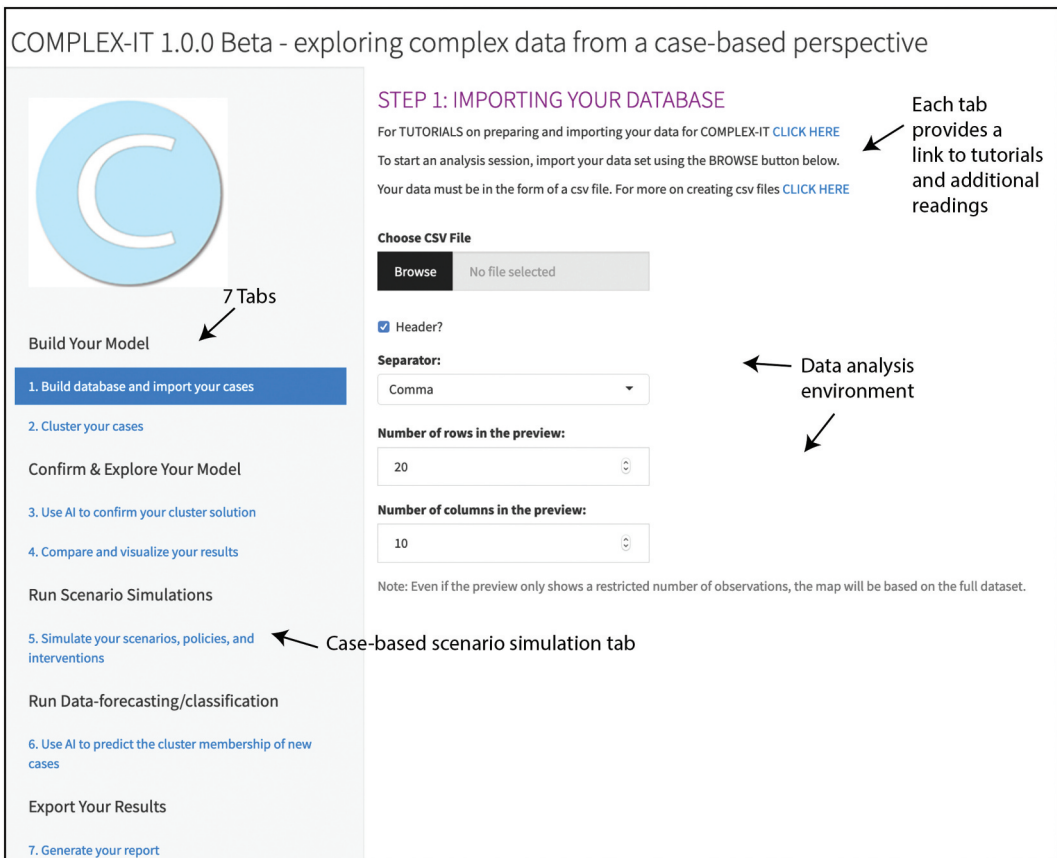 COMPLEX-IT 1.0.0 Beta - exploring complex data from a case-based perspective
C
7 Tabs
Build Your Model
1. Build database and import your cases
2. Cluster your cases
Confirm & Explore Your Model
3. Use AI to confirm your cluster solution
4. Compare and visualize your results
Run Scenario Simulations
5. Simulate your scenarios, policies, and
interventions
Run Data-forecasting/classification
6. Use AI to predict the cluster membership of new
cases
Export Your Results
7. Generate your report
STEP 1: IMPORTING YOUR DATABASE
For TUTORIALS on preparing and importing your data for COMPLEX-IT CLICK HERE
To start an analysis session, import your data set using the BROWSE button below.
Your data must be in the form of a csv file. For more on creating csv files CLICK HERE
Choose CSV File
Browse No file selected
Header?
Separator:
Comma
Number of rows in the preview:
20
Number of columns in the preview:
10
Note: Even if the preview only shows a restricted number of observations, the map will be based on the full dataset.
Case-based scenario simulation tab
Each tab
provides a
link to tutorials
and additional
readings
Data analysis
environment